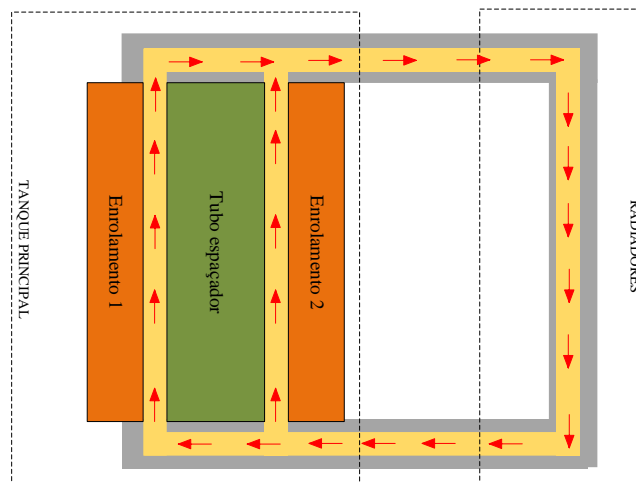 TANQUE PRINCIPAL
Enrolamento 1
Tubo espaçador
Enrolamento 2
RADIADORES